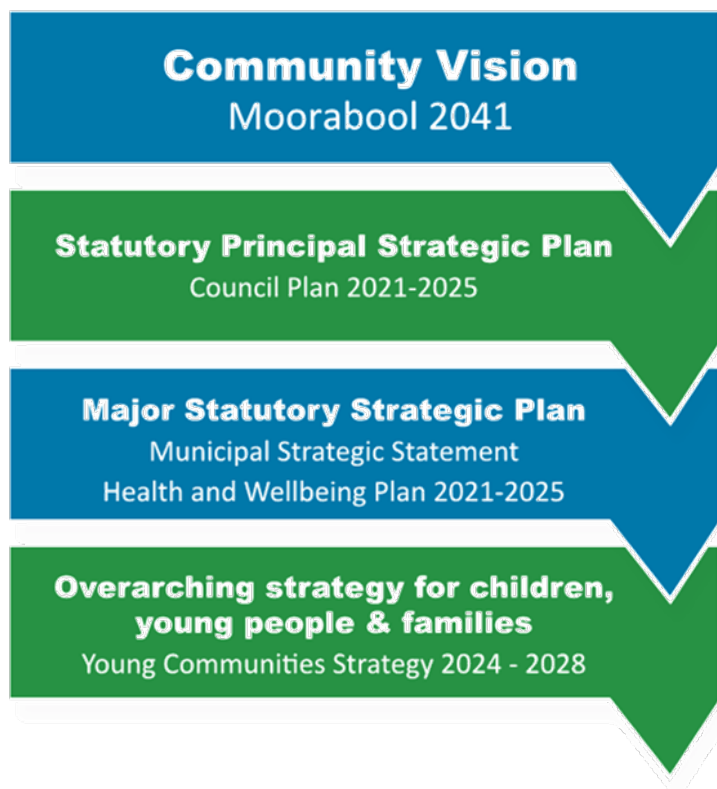 Community Vision
Moorabool 2041
Statutory Principal Strategic Plan
Council Plan 2021-2025
Major Statutory Strategic Plan
Municipal Strategic Statement
Health and Wellbeing Plan 2021-2025
Overarching strategy for children,
young people & families
Young Communities Strategy 2024 - 2028